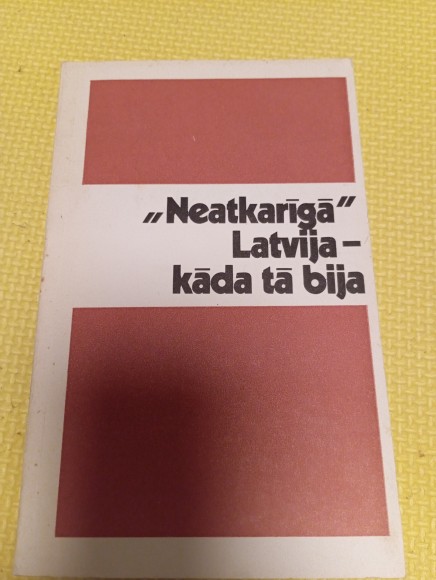 „Neatkarīgā”
Latvija –
kāda tā bija